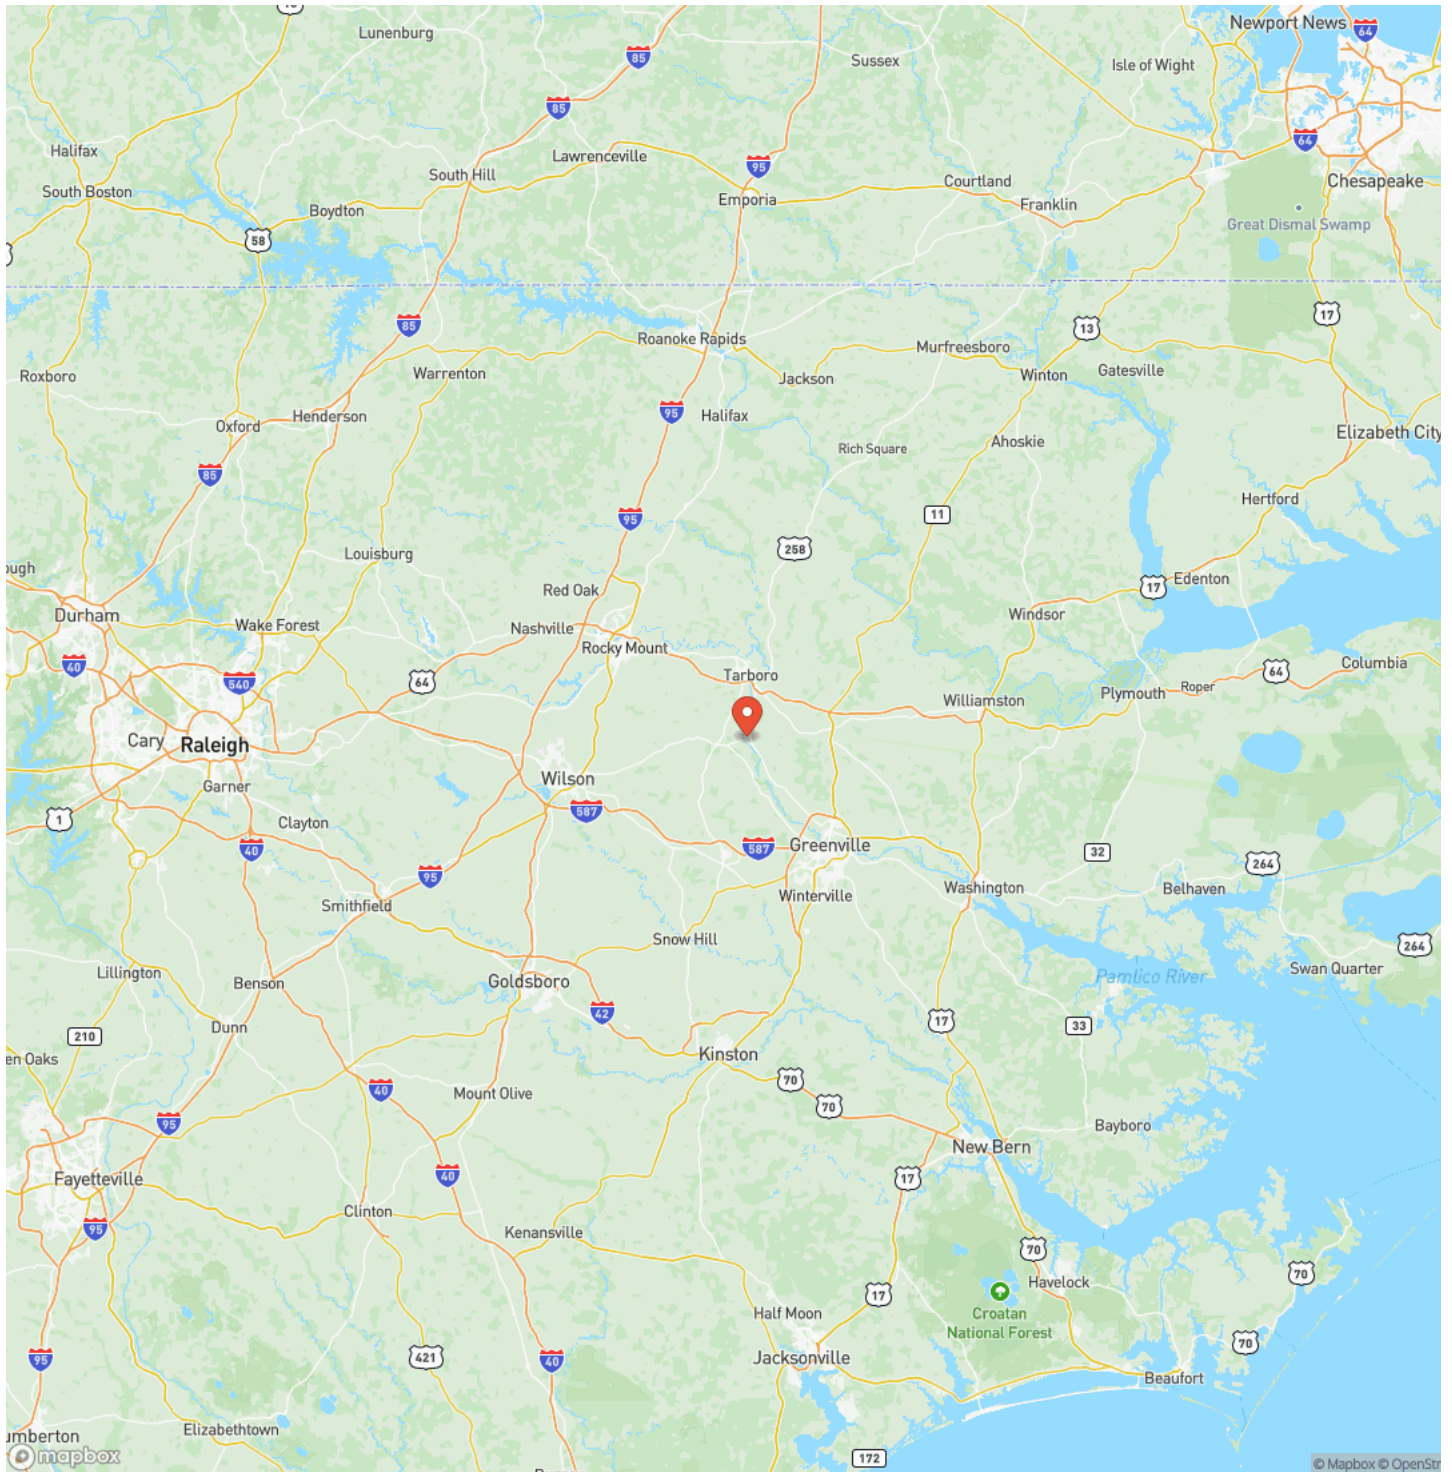 Newport News
64
Lunenburg
85
Sussex
Isle of Wight
85
64
Halifax
Lawrenceville
95
South Hill
Courtland
Chesapeake
South Boston
Emporia
Franklin
Boydton
Great Dismal Swamp
58
17
85
13
Roanoke Rapids
Murfreesboro
Gatesville
Roxboro
Warrenton
Jackson
Winton
95
Henderson
Halifax
Oxford
Elizabeth City
Ahoskie
Rich Square
85
Hertford
11
95
258
Louisburg
ough
Edenton
17
Red Oak
Durham
Windsor
Wake Forest
Nashville
Rocky Mount
40
Columbia
64
Tarboro
540
64
Plymouth
Roper
Williamston
Cary
Raleigh
Wilson
Garner
587
1
Clayton
40
587
Greenville
32
264
95
Washington
Belhaven
Winterville
Smithfield
Snow Hill
264
Swan Quarter
Lillington
Pamlico River
Benson
Goldsboro
42
17
33
Dunn
210
en Oaks
Kinston
70
40
Mount Olive
70
95
Bayboro
New Bern
40
17
Fayetteville
Clinton
95
Kenansville
70
70
Havelock
17
Half Moon
Croatan
National Forest
70
95
421
40
Jacksonville
Beaufort
umberton
Elizabethtown
mapbox
172
© Mapbox © OpenStr